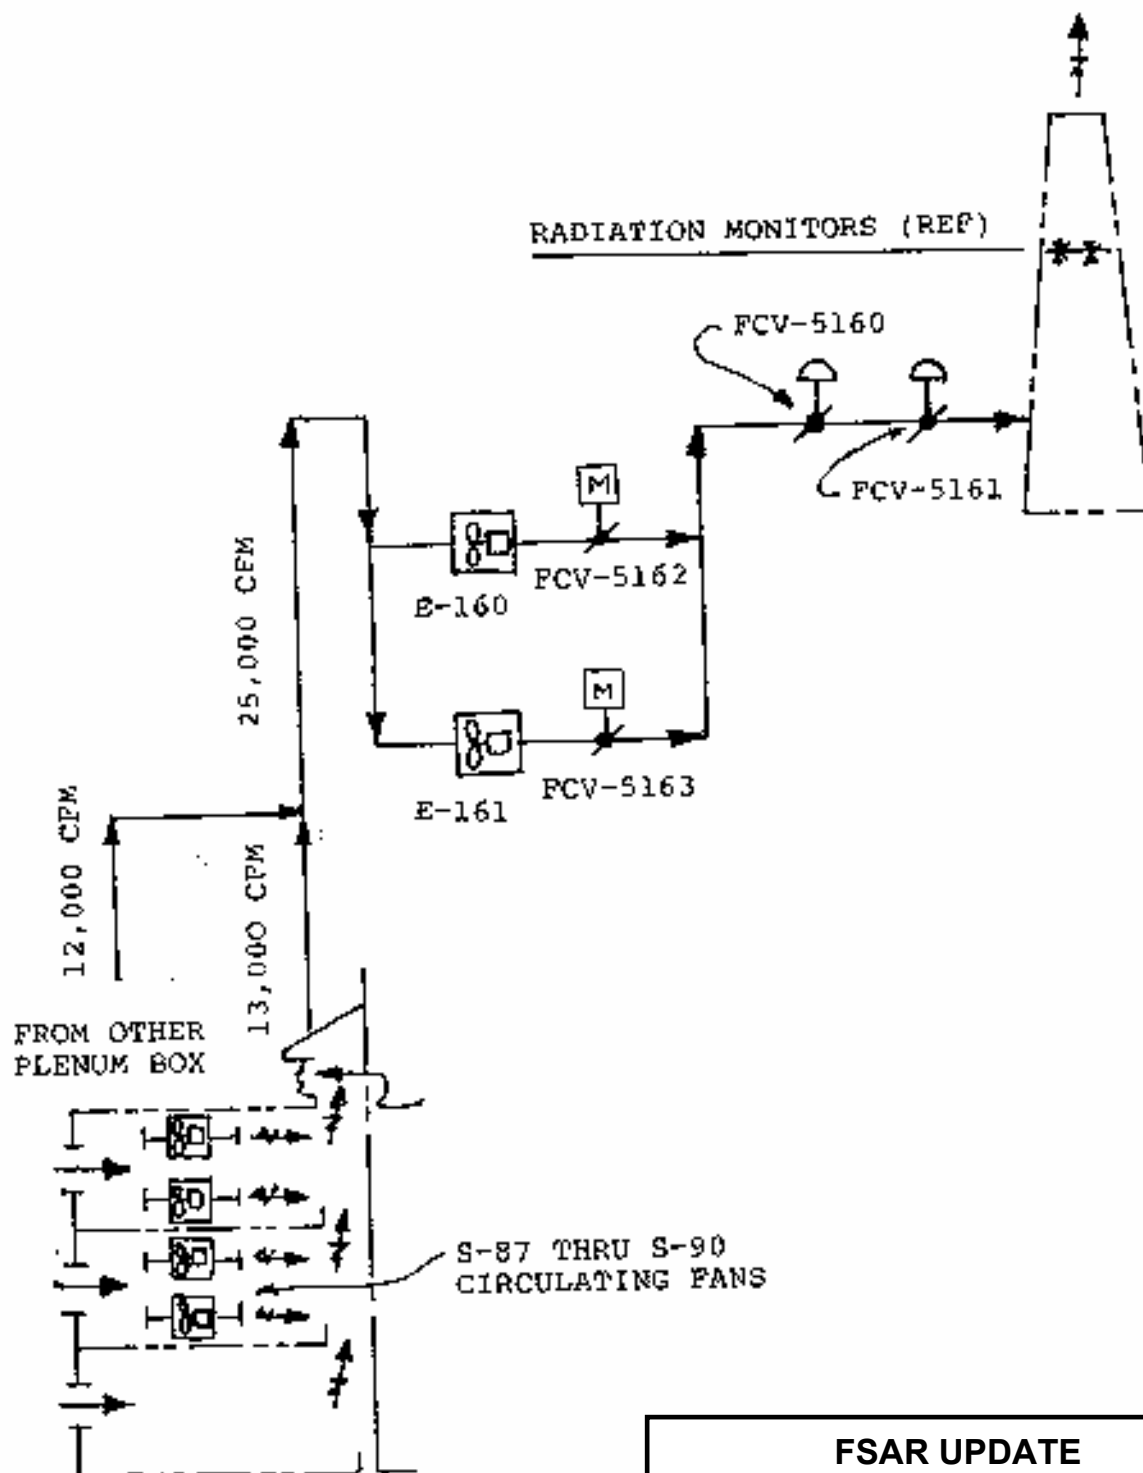 RADIATION MONITORS (REF)
FCV-5160
FCV-5161
M
FCV-5162
E-160
25,000 CFM
M
FCV-5163
E-161
12,000 CFM
13,000 CFM
FROM OTHER
PLENUM BOX
S-87 THRU S-90
CIRCULATING FANS
FSAR UPDATE